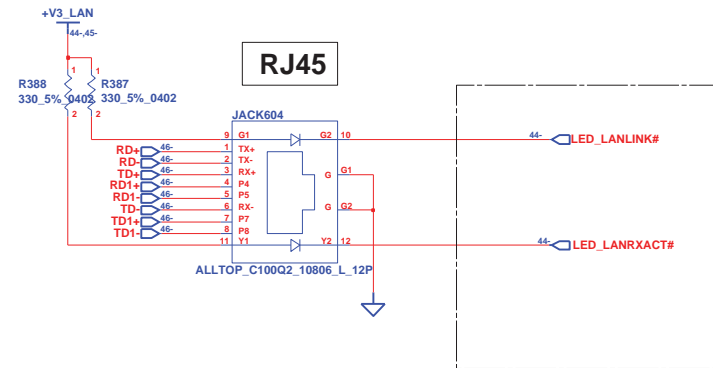 +V3_LAN
44-,45-
RJ45
1 1
R388 R387
330_5%_0402 330_5%_0402
2 2
JACK604
9 G1 G2 10 44- LED_LANLINK#
RD+ 46- 1 TX+
RD- 46- 2 TX-
TD+ 46- 3 RX+ G G1
RD1+ 46- 4 P4
RD1- 46- 5 P5
TD- 46- 6 RX- G G2
TD1+ 46- 7 P7
TD1- 46- 8 P8
11 Y1 Y2 12 44- LED_LANRXACT#
ALLTOP_C100Q2_10806_L_12P